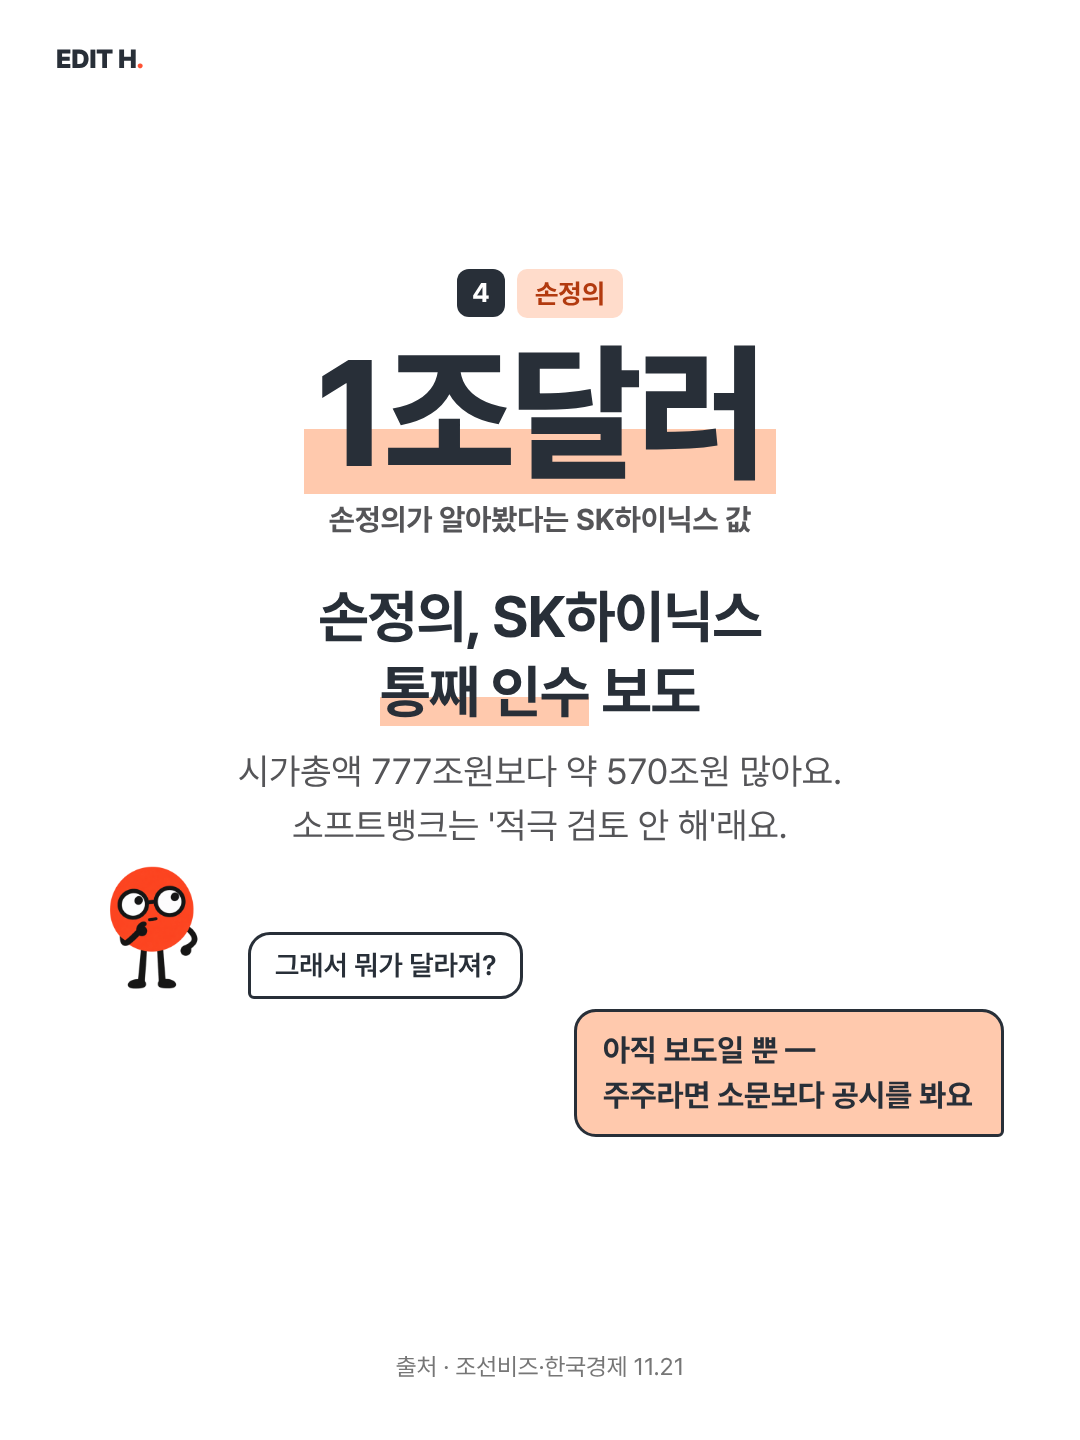 EDIT H.
4 손정의
1조달러
손정의가 알아봤다는 SK하이닉스 값
손정의, SK하이닉스
통째 인수 보도
시가총액 777조원보다 약 570조원 많아요.
소프트뱅크는 '적극 검토 안 해'래요.
그래서 뭐가 달라져?
아직 보도일 뿐 —
주주라면 소문보다 공시를 봐요
출처 · 조선비즈·한국경제 11.21